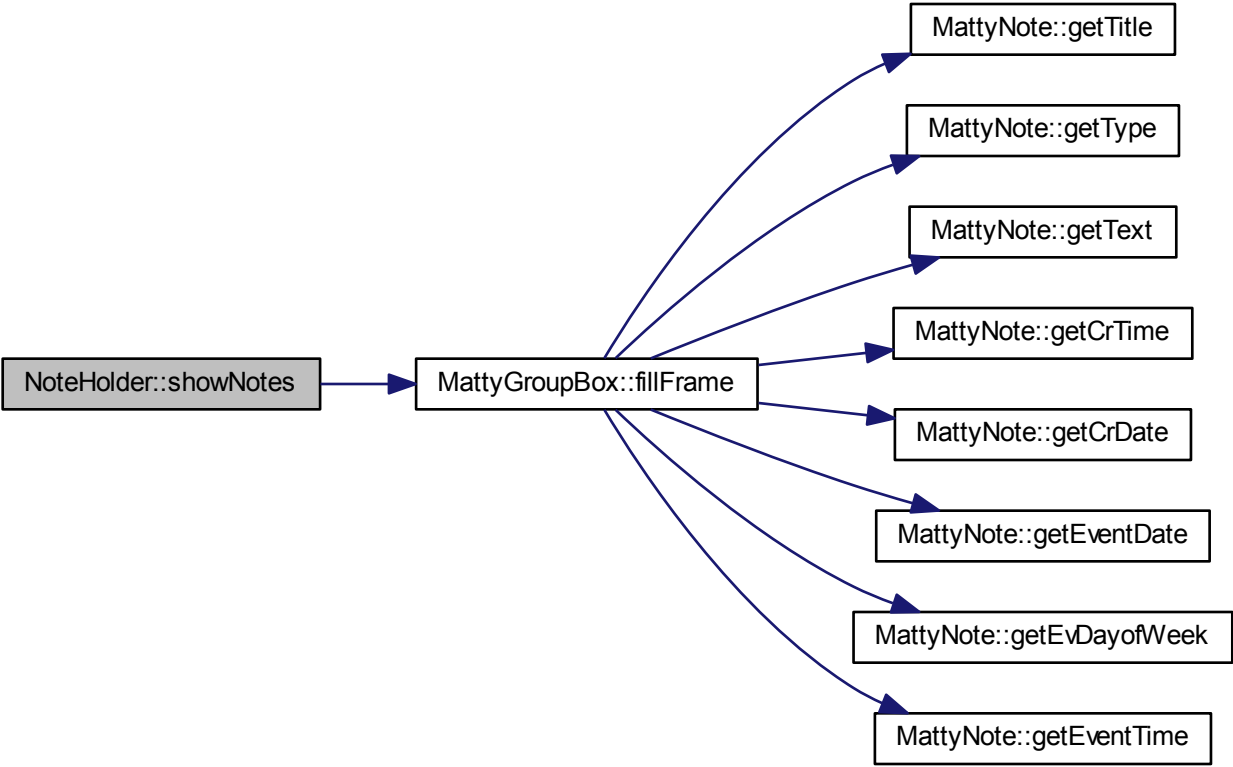 MattyNote::getTitle
MattyNote::getType
MattyNote::getText
MattyNote::getCrTime
NoteHolder::showNotes
MattyGroupBox::fillFrame
MattyNote::getCrDate
MattyNote::getEventDate
MattyNote::getEvDayofWeek
MattyNote::getEventTime